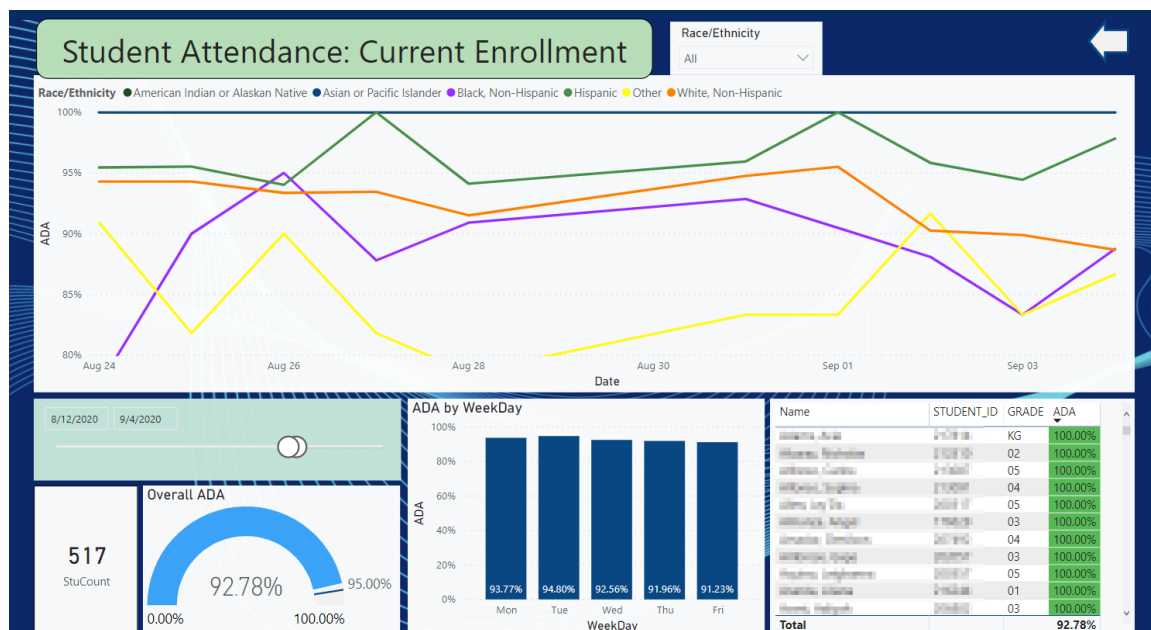 Student Attendance: Current Enrollment
Race/Ethnicity
All
Race/Ethnicity American Indian or Alaskan Native Asian or Pacific Islander Black, Non-Hispanic Hispanic Other White, Non-Hispanic
100%
95%
90%
85%
80%
ADA
Aug 24 Aug 26 Aug 28 Aug 30 Sep 01 Sep 03
Date
8/12/2020 9/4/2020
517
StuCount
Overall ADA
92.78%
95.00%
0.00% 100.00%
ADA by WeekDay
100%
80%
60%
40%
20%
0%
ADA
93.77% 94.80% 92.56% 91.96% 91.23%
Mon Tue Wed Thu Fri
WeekDay
Name STUDENT_ID GRADE ADA
KG 100.00%
02 100.00%
05 100.00%
04 100.00%
05 100.00%
03 100.00%
04 100.00%
03 100.00%
05 100.00%
01 100.00%
03 100.00%
Total 92.78%